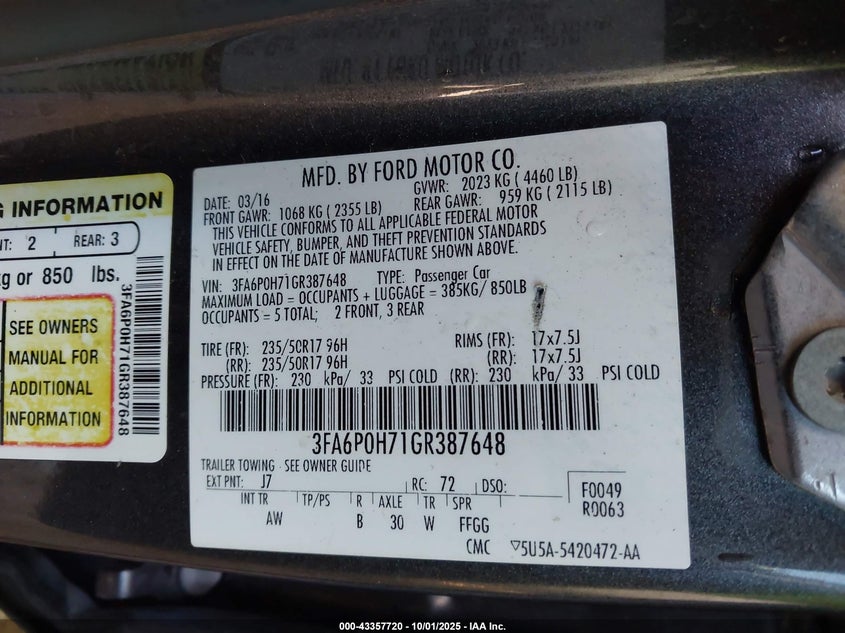 MFD. BY FORD MOTOR CO.
DATE: 03/16 GVWR: 2023 KG ( 4460 LB)
FRONT GAWR: 1068 KG ( 2355 LB) REAR GAWR: 959 KG ( 2115 LB)
THIS VEHICLE CONFORMS TO ALL APPLICABLE FEDERAL MOTOR
VEHICLE SAFETY, BUMPER, AND THEFT PREVENTION STANDARDS
IN EFFECT ON THE DATE OF MANUFACTURE SHOWN ABOVE.
VIN: 3FA6P0H71GR387648 TYPE: Passenger Car
MAXIMUM LOAD = OCCUPANTS + LUGGAGE = 385KG/ 850LB
OCCUPANTS = 5 TOTAL; 2 FRONT, 3 REAR
TIRE (FR): 235/50R17 96H RIMS (FR): 17x7.5J
(RR): 235/50R17 96H (RR): 17x7.5J
PRESSURE (FR): 230 kPa/ 33 PSI COLD (RR): 230 kPa/ 33 PSI COLD
3FA6P0H71GR387648
TRAILER TOWING - SEE OWNER GUIDE
EXT PNT: J7 RC: 72 DSO:
INT TR TP/PS R AXLE TR SPR
AW B 30 W FFGG
F0049
R0063
CMC ▽5U5A-5420472-AA
G INFORMATION
NT: 2 REAR: 3
kg or 850 lbs.
SEE OWNERS
MANUAL FOR
ADDITIONAL
INFORMATION
3FA6P0H71GR387648
000-43357720 - 10/01/2025 - IAA Inc.